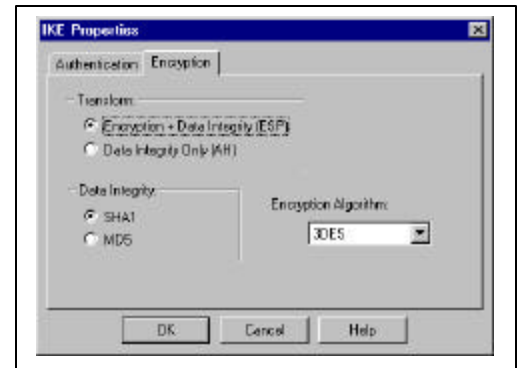 IKE Properties
Authentication Encryption
Transform:
Encryption + Data Integrity (ESP)
Data Integrity Only (AH)
Data Integrity:
SHA1
MD5
Encryption Algorithm:
3DES
OK Cancel Help